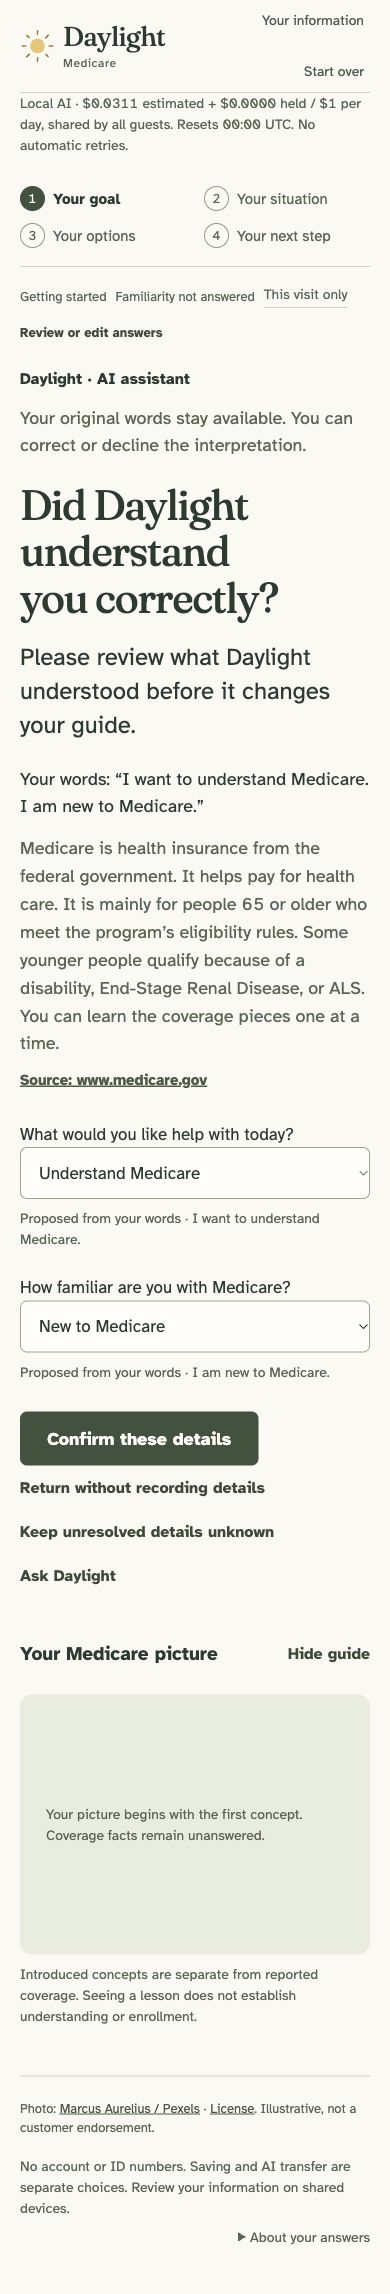 Daylight
Medicare
Your information
Start over
Local AI · $0.0311 estimated + $0.0000 held / $1 per
day, shared by all guests. Resets 00:00 UTC. No
automatic retries.
1 Your goal
2 Your situation
3 Your options
4 Your next step
Getting started Familiarity not answered This visit only
Review or edit answers
Daylight · AI assistant
Your original words stay available. You can
correct or decline the interpretation.
Did Daylight
understand
you correctly?
Please review what Daylight
understood before it changes
your guide.
Your words: “I want to understand Medicare.
I am new to Medicare.”
Medicare is health insurance from the
federal government. It helps pay for health
care. It is mainly for people 65 or older who
meet the program’s eligibility rules. Some
younger people qualify because of a
disability, End-Stage Renal Disease, or ALS.
You can learn the coverage pieces one at a
time.
Source: www.medicare.gov
What would you like help with today?
Understand Medicare
Proposed from your words · I want to understand
Medicare.
How familiar are you with Medicare?
New to Medicare
Proposed from your words · I am new to Medicare.
Confirm these details
Return without recording details
Keep unresolved details unknown
Ask Daylight
Your Medicare picture
Hide guide
Your picture begins with the first concept.
Coverage facts remain unanswered.
Introduced concepts are separate from reported
coverage. Seeing a lesson does not establish
understanding or enrollment.
Photo: Marcus Aurelius / Pexels · License. Illustrative, not a
customer endorsement.
No account or ID numbers. Saving and AI transfer are
separate choices. Review your information on shared
devices.
▶ About your answers